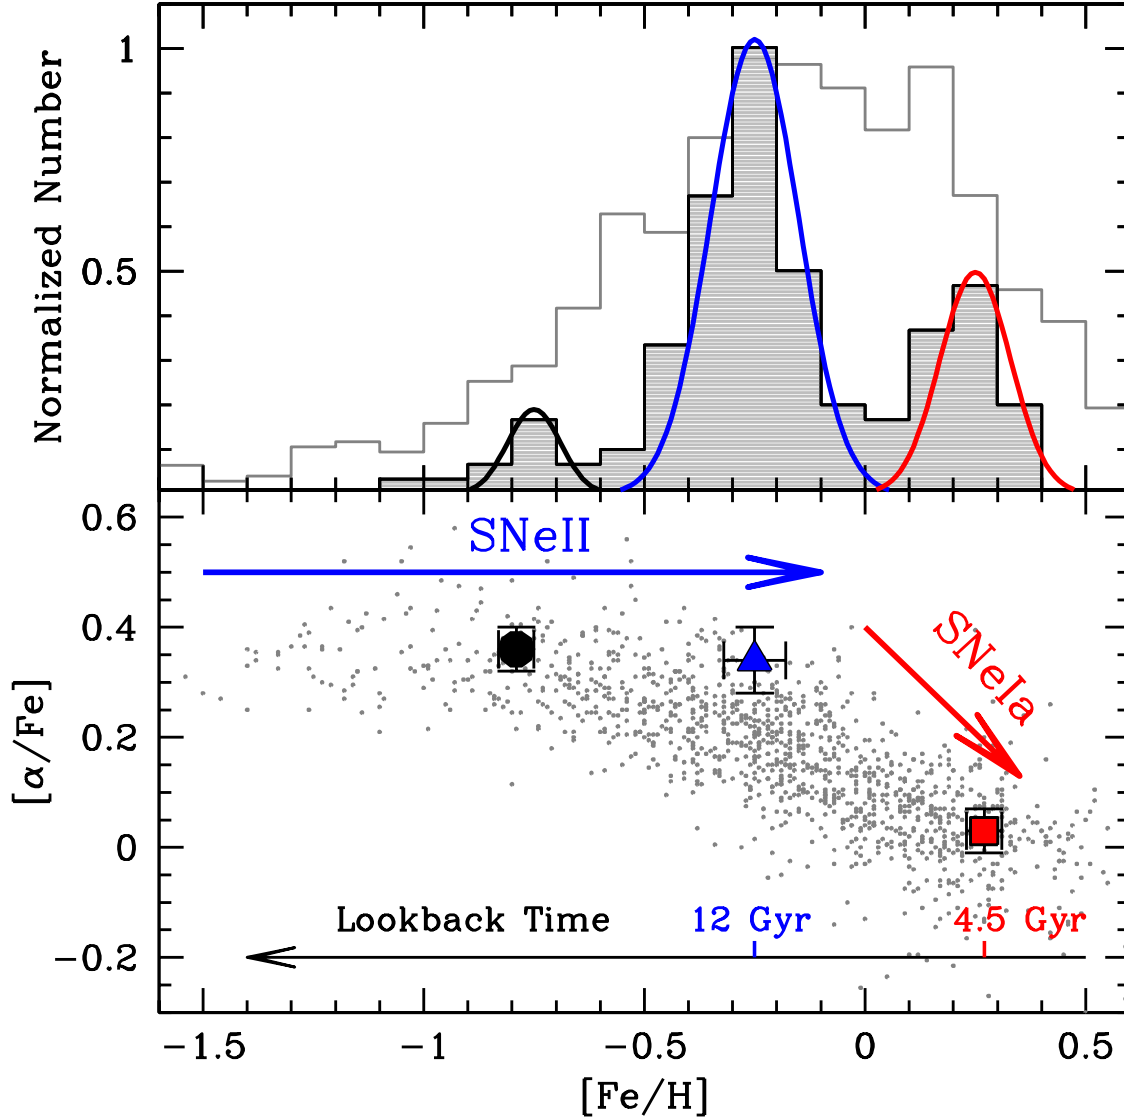 1
0.5
Normalized Number
0.6
0.4
0.2
0
−0.2
[α/Fe]
SNeII
SNeIa
Lookback Time
12 Gyr
4.5 Gyr
−1.5 −1 −0.5 0 0.5
[Fe/H]